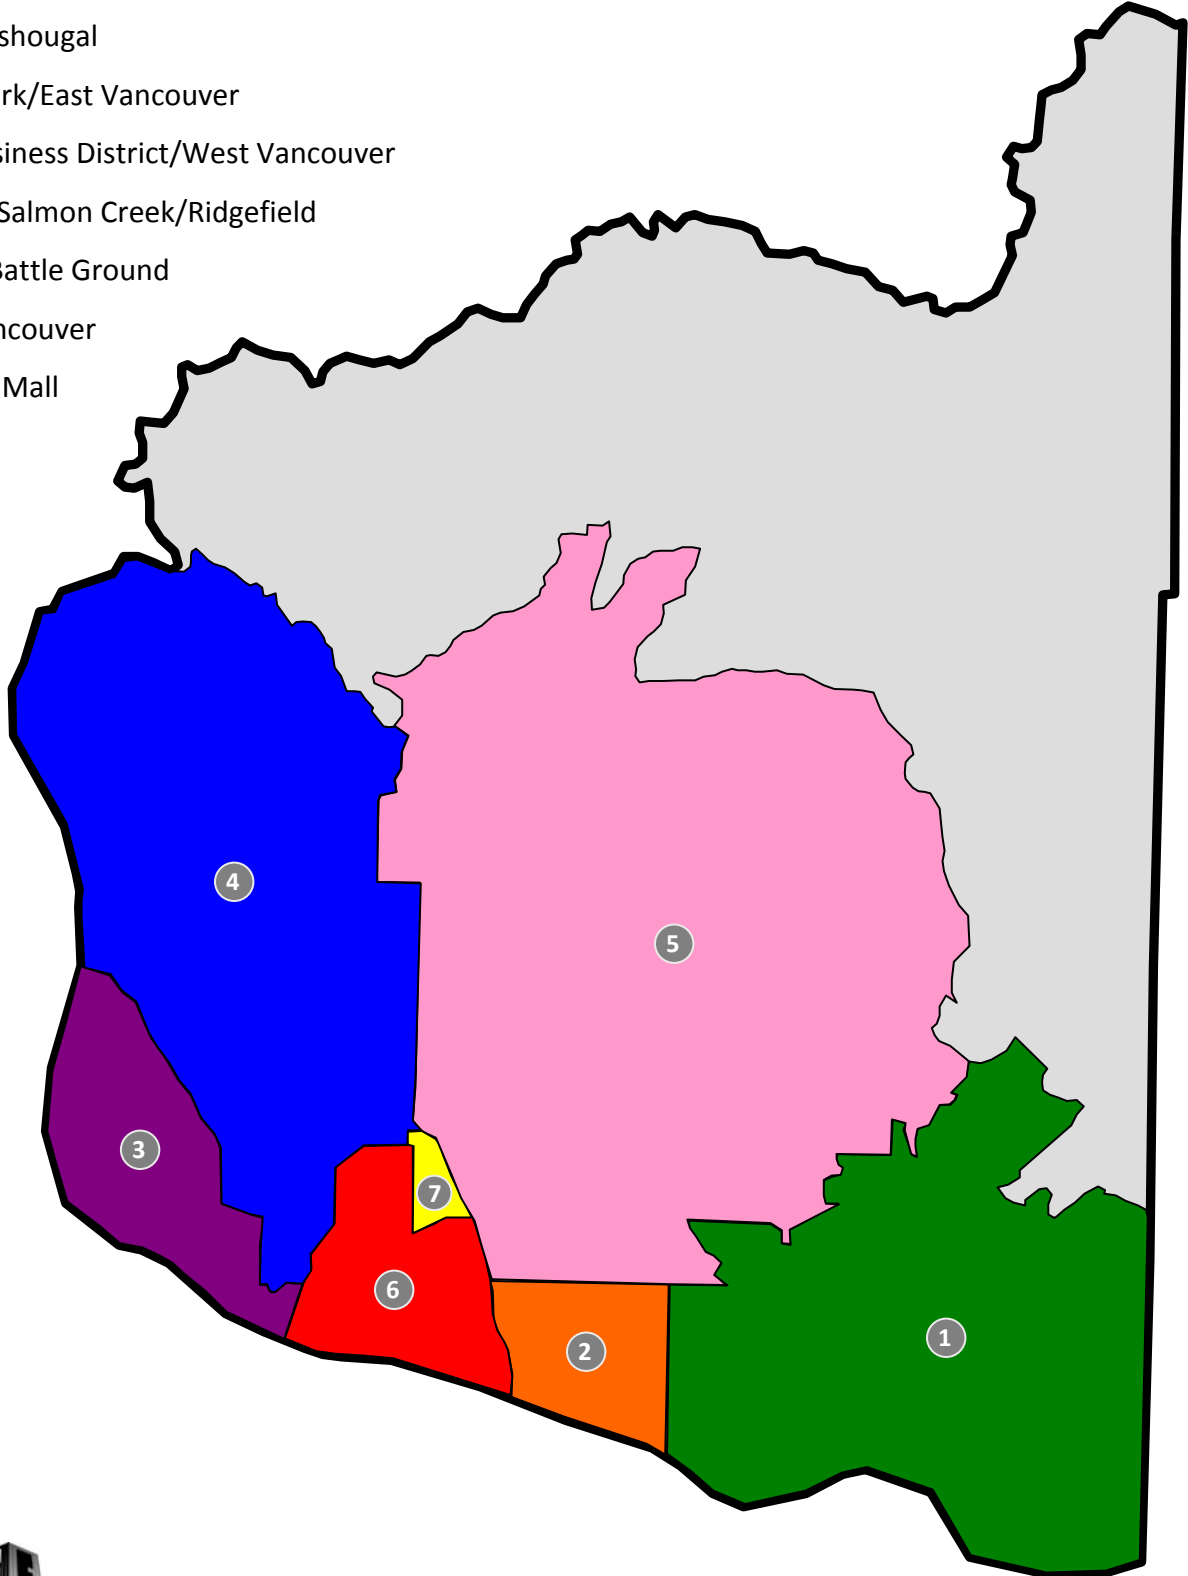 shougal
rk/East Vancouver
siness District/West Vancouver
Salmon Creek/Ridgefield
Battle Ground
ncouver
Mall
4
5
3
7
6
1
2